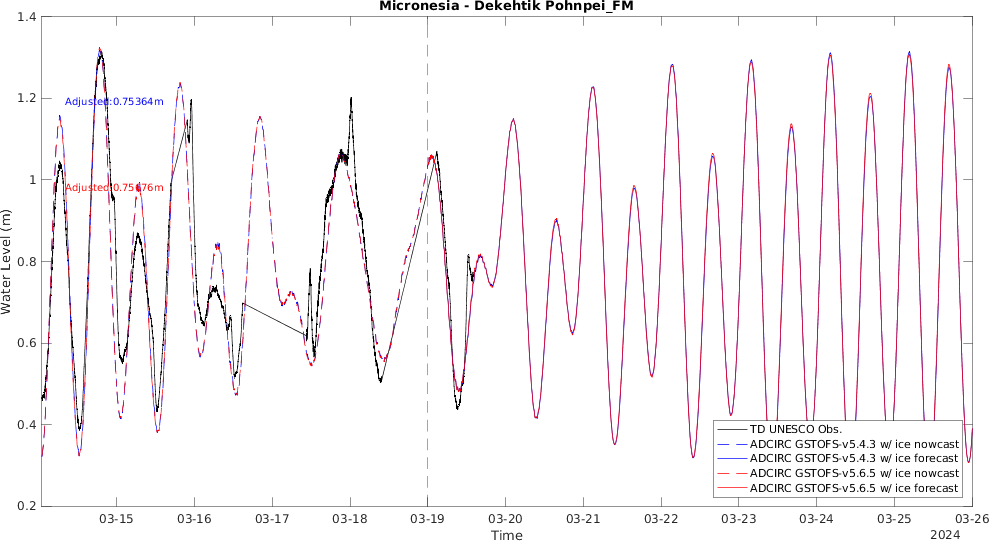 Micronesia - Dekehtik Pohnpei_FM
1.4
1.2
1
0.8
0.6
0.4
0.2
Water Level (m)
Adjusted:0.75364m
Adjusted:0.75676m
TD UNESCO Obs.
ADCIRC GSTOFS-v5.4.3 w/ ice nowcast
ADCIRC GSTOFS-v5.4.3 w/ ice forecast
ADCIRC GSTOFS-v5.6.5 w/ ice nowcast
ADCIRC GSTOFS-v5.6.5 w/ ice forecast
03-15 03-16 03-17 03-18 03-19 03-20 03-21 03-22 03-23 03-24 03-25 03-26
Time
2024